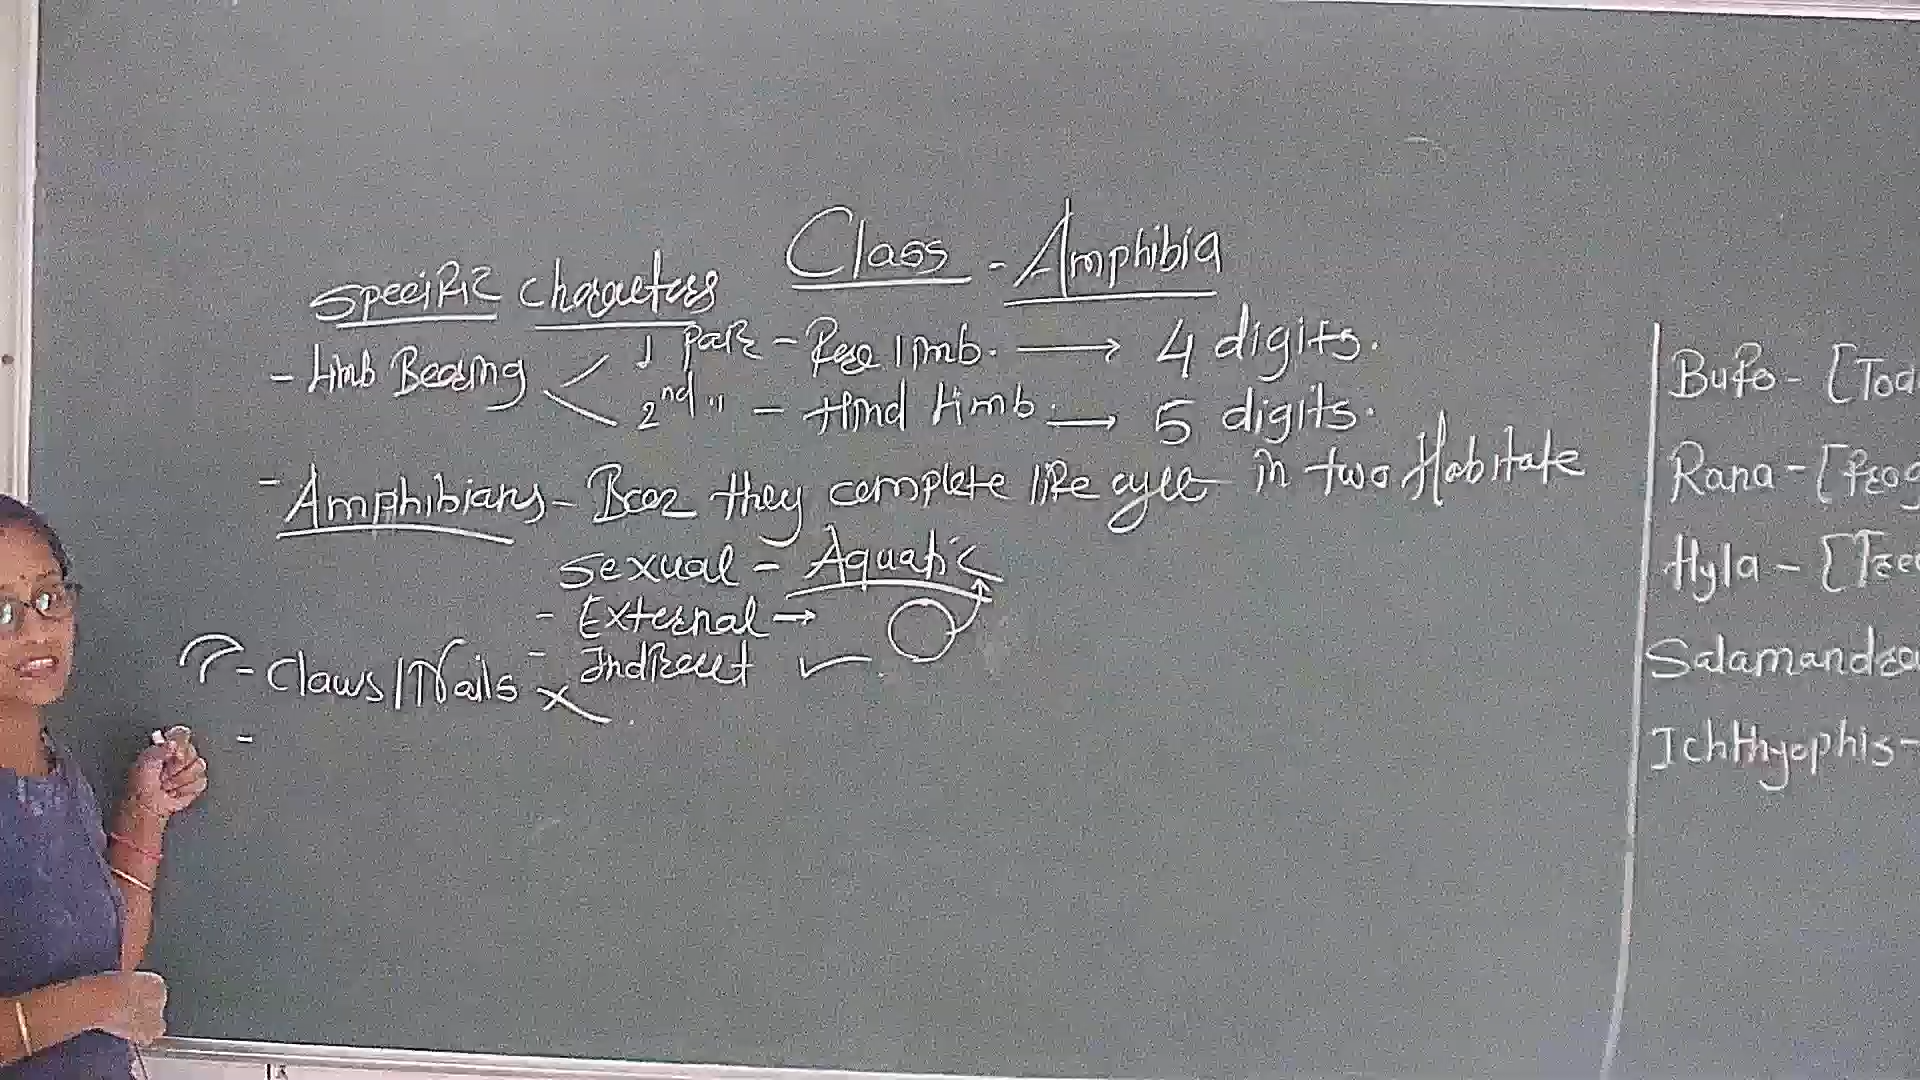 Class - Amphibia
Specific characters
- Limb Bearing 1 pair - Fore limb. → 4 digits.
2nd " - Hind Limb. → 5 digits.
- Amphibians - Bcoz they complete life cycle in two Habitate
Sexual - Aquatic
- External →
- Indirect ✓
- Claws/Nails - ×
-
Bufo - [Toa
Rana - [Frog
Hyla - [Tree
Salamander
Ichthyophis -